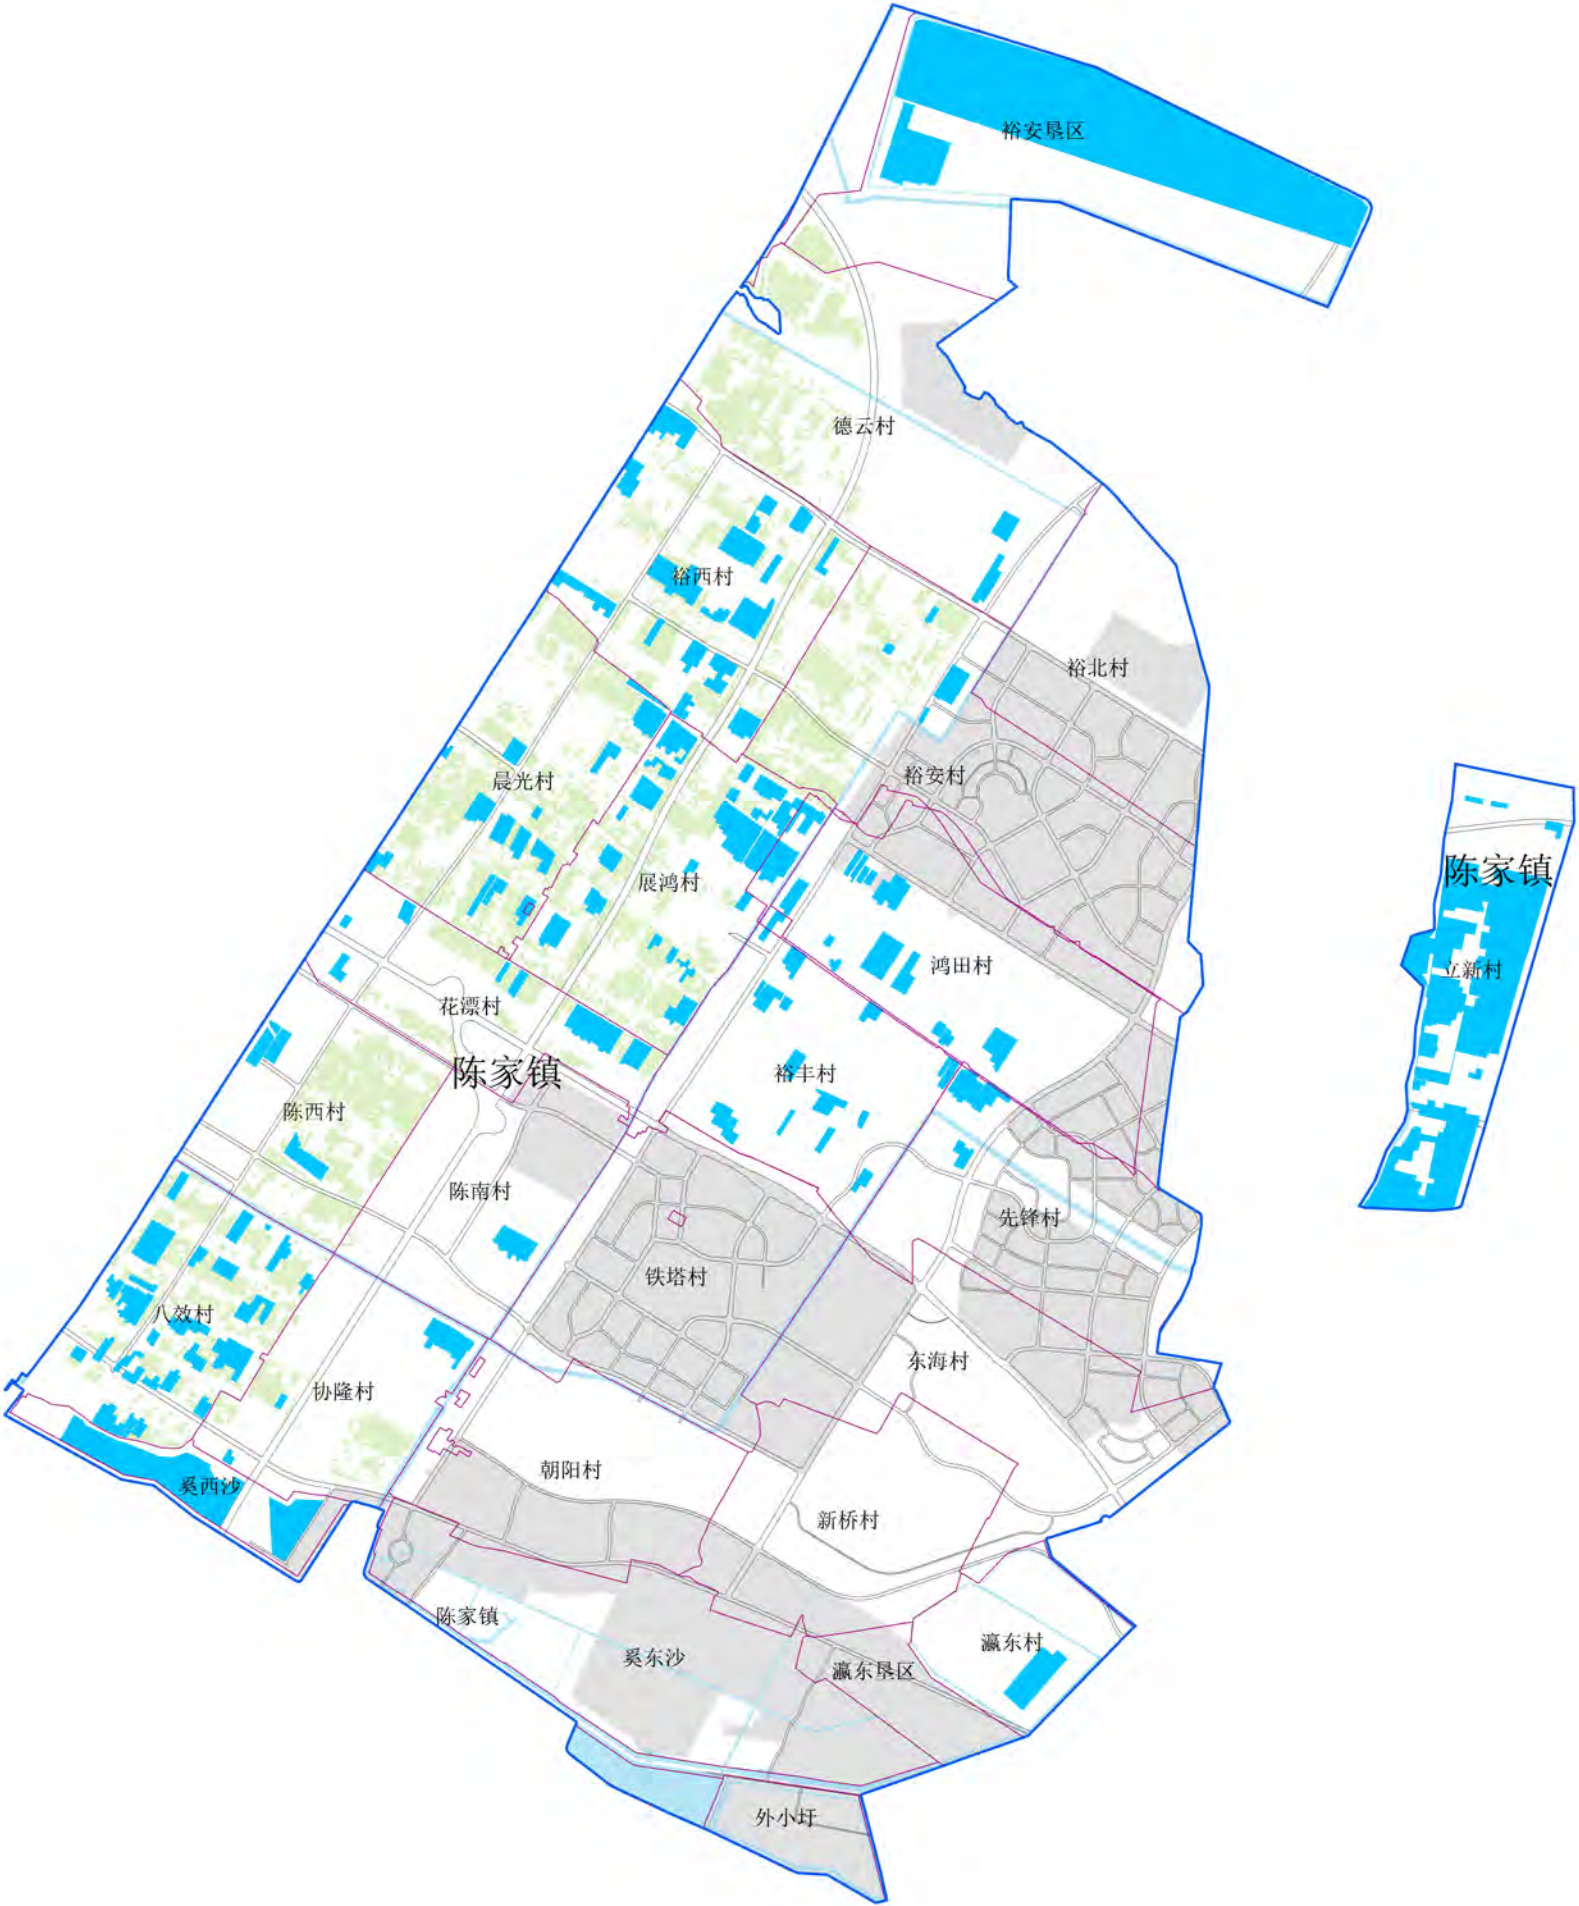 裕安垦区
德云村
裕西村
裕北村
裕安村
晨光村
陈家镇
展鸿村
鸿田村
立新村
花漂村
陈家镇
裕丰村
陈西村
陈南村
先锋村
铁塔村
八效村
东海村
协隆村
朝阳村
奚西沙
新桥村
陈家镇
瀛东村
奚东沙
瀛东垦区
外小圩